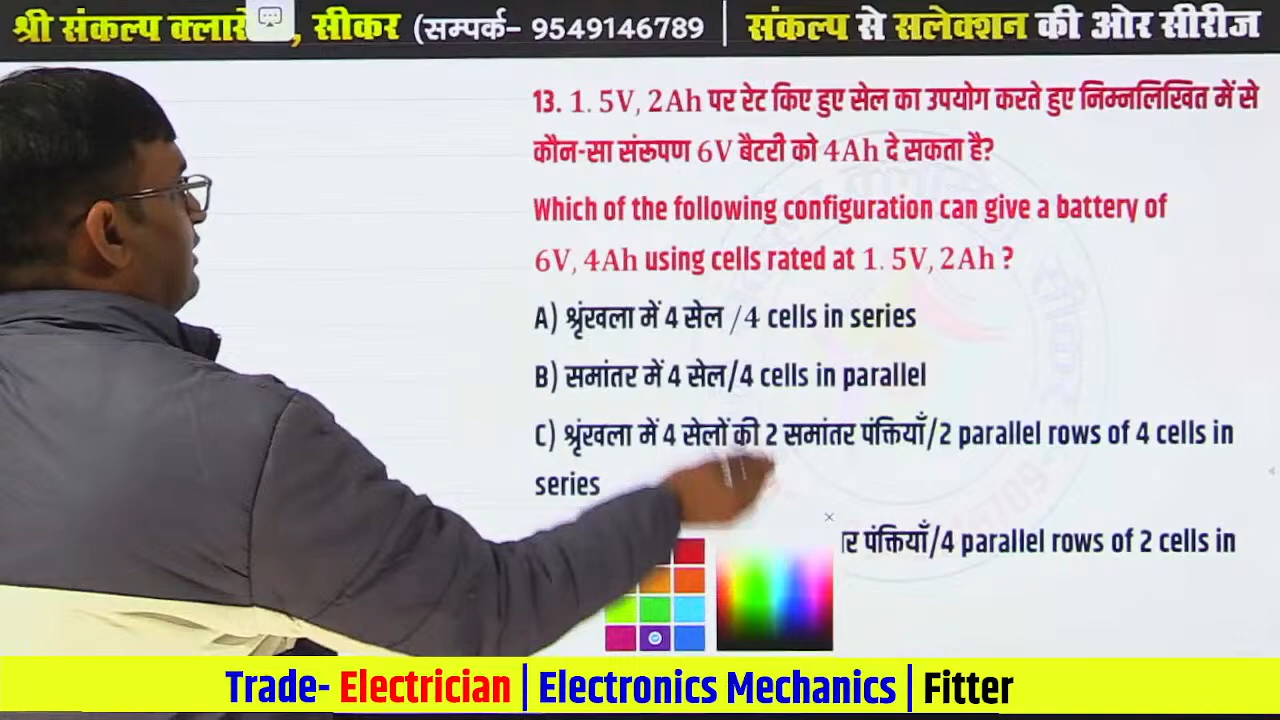 श्री संकल्प क्लासे , सीकर (सम्पर्क– 9549146789 | संकल्प से सलेक्शन की ओर सीरीज
13. 1. 5V, 2Ah पर रेट किए हुए सेल का उपयोग करते हुए निम्नलिखित में से
कौन-सा संरूपण 6V बैटरी को 4Ah दे सकता है?
Which of the following configuration can give a battery of
6V, 4Ah using cells rated at 1. 5V, 2Ah ?
A) श्रृंखला में 4 सेल /4 cells in series
B) समांतर में 4 सेल/4 cells in parallel
C) श्रृंखला में 4 सेलों की 2 समांतर पंक्तियाँ/2 parallel rows of 4 cells in
series
पंक्तियाँ/4 parallel rows of 2 cells in
Trade- Electrician | Electronics Mechanics | Fitter